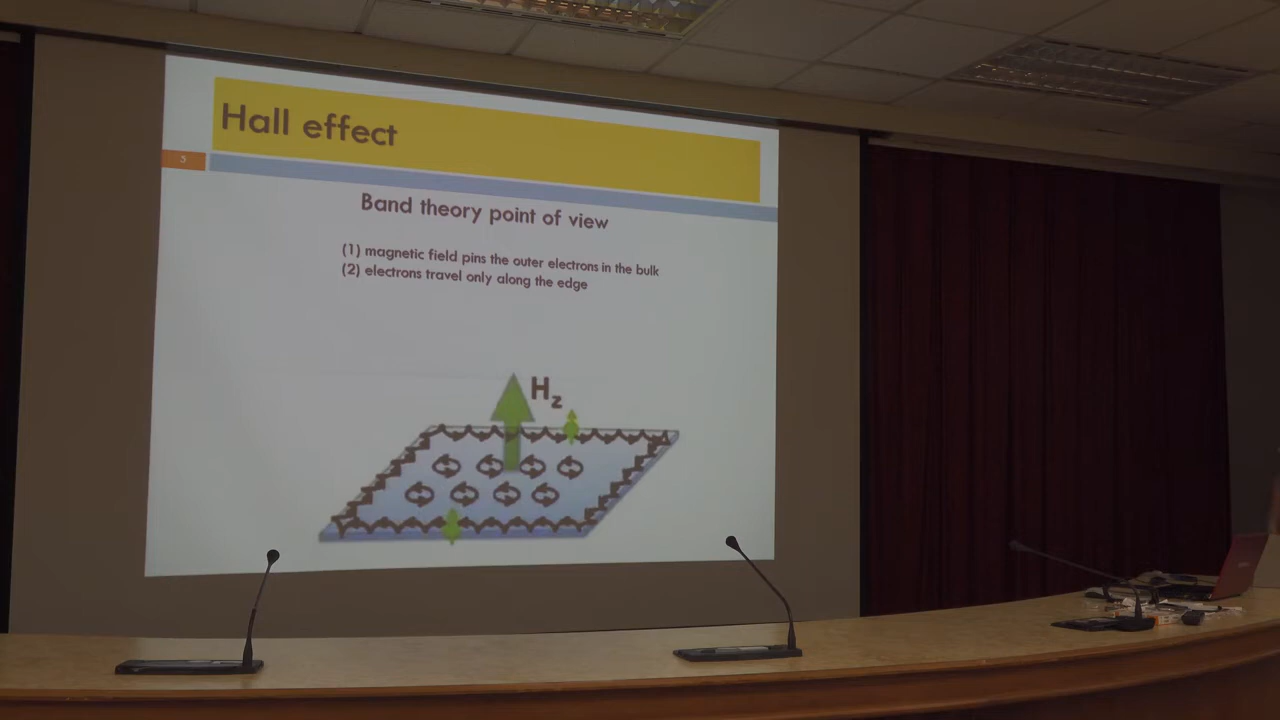 Hall effect
5
Band theory point of view
(1) magnetic field pins the outer electrons in the bulk
(2) electrons travel only along the edge
Hz